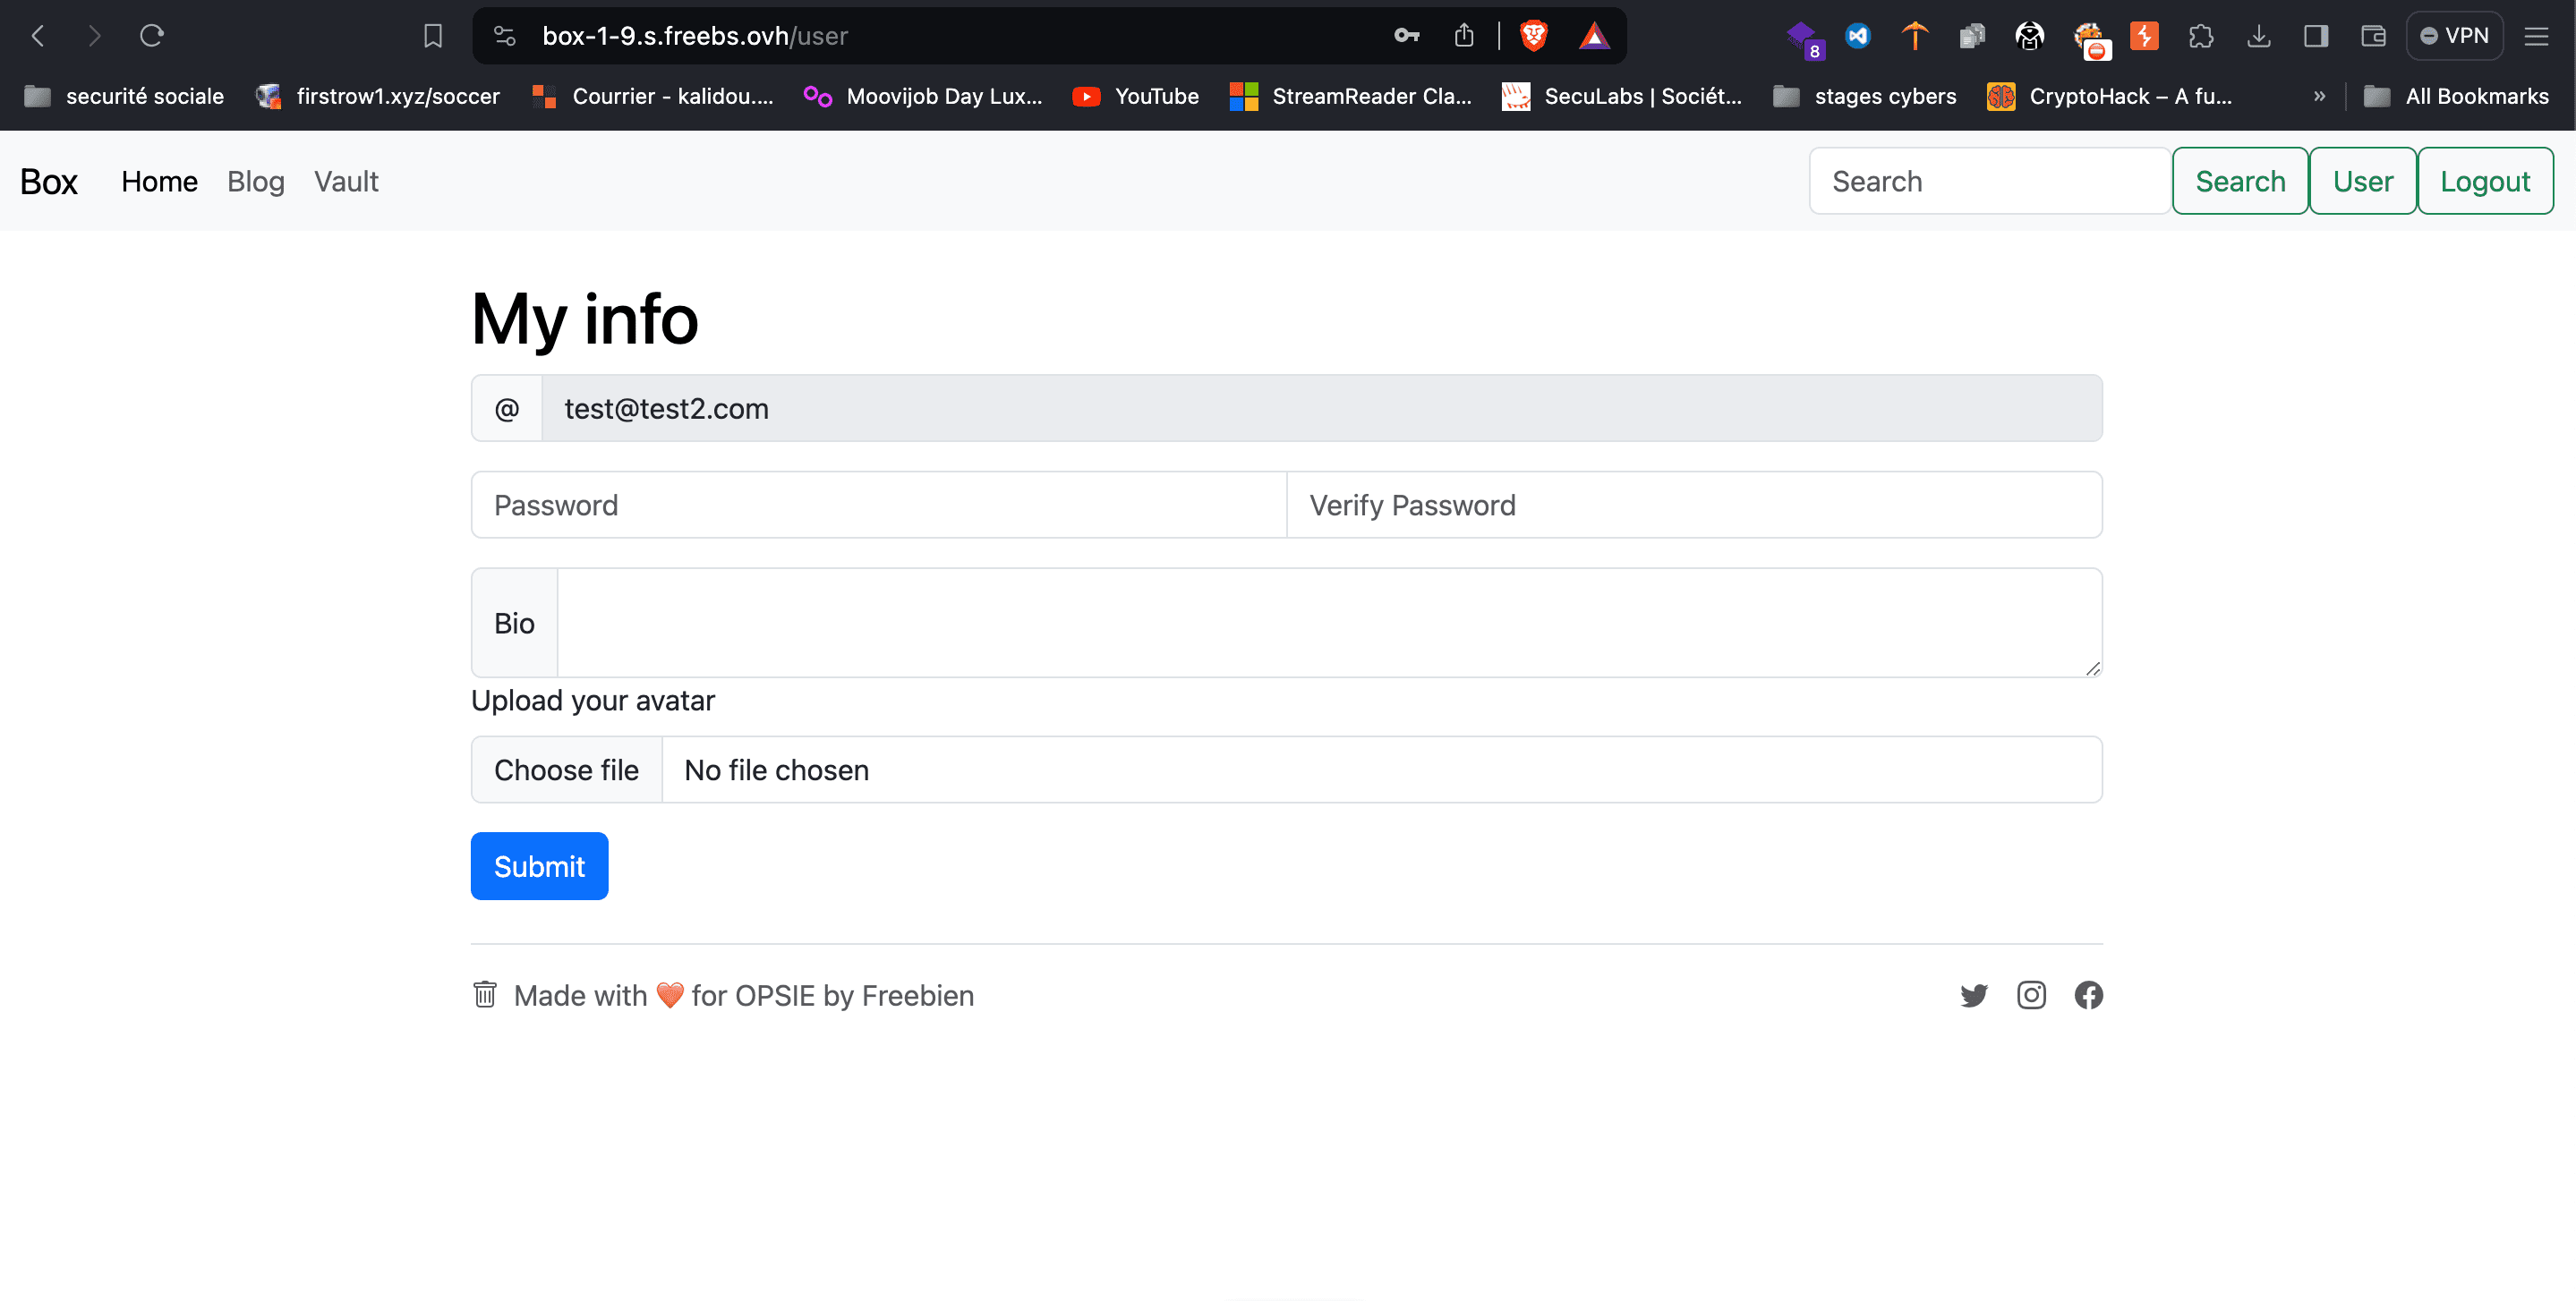 box-1-9.s.freebs.ovh/user
8
VPN
securité sociale
firstrow1.xyz/soccer
Courrier - kalidou....
Moovijob Day Lux...
YouTube
StreamReader Cla...
SecuLabs | Sociét...
stages cybers
CryptoHack – A fu...
»
All Bookmarks
Box
Home
Blog
Vault
Search
Search
User
Logout
My info
@
test@test2.com
Password
Verify Password
Bio
Upload your avatar
Choose file
No file chosen
Submit
Made with ❤️ for OPSIE by Freebien